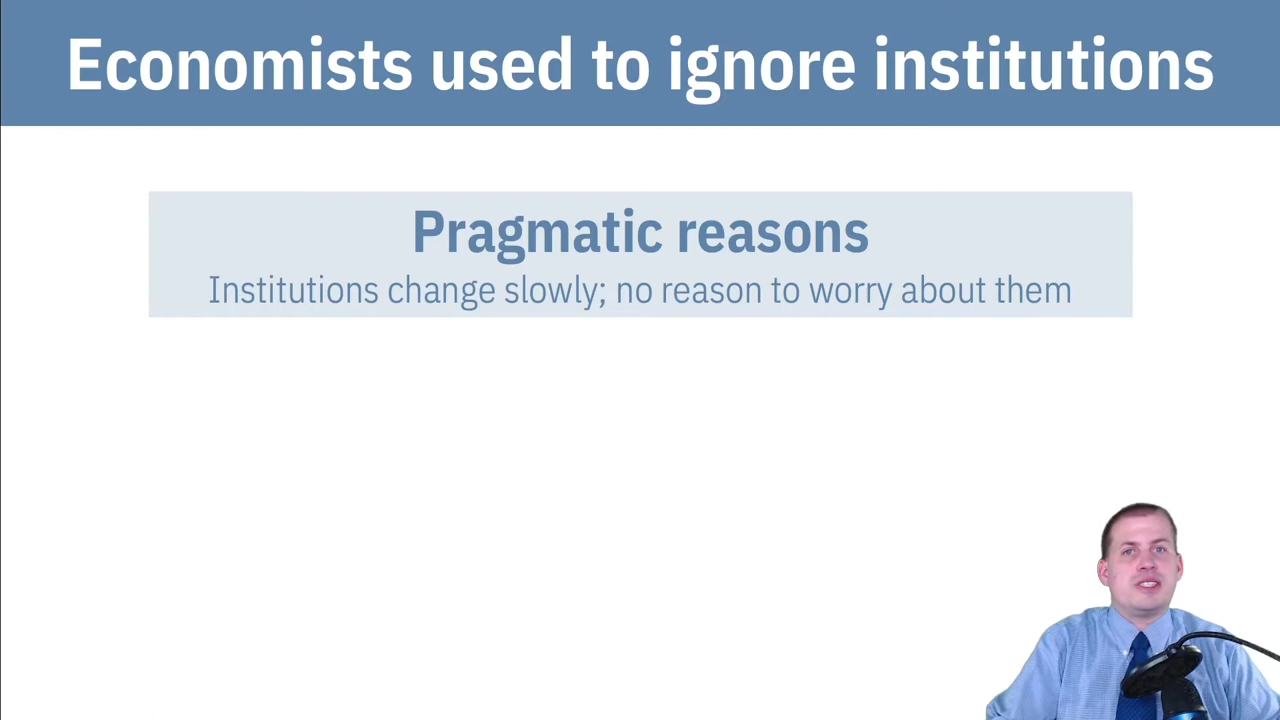 Economists used to ignore institutions
Pragmatic reasons
Institutions change slowly; no reason to worry about them